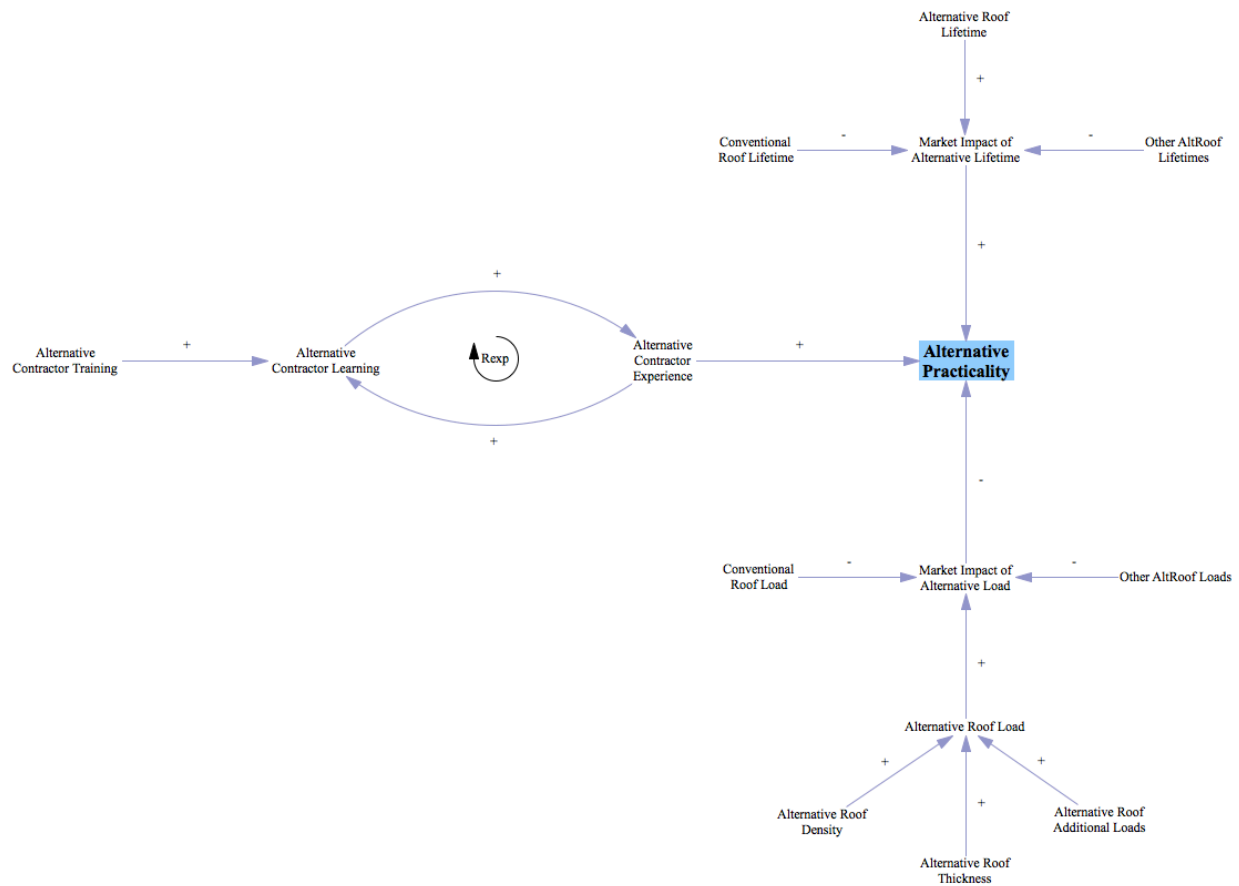 Alternative Roof
Lifetime
+
Conventional
Roof Lifetime
-
Market Impact of
Alternative Lifetime
-
Other AltRoof
Lifetimes
+
+
Alternative
Contractor Training
+
Alternative
Contractor Learning
Rexp
Alternative
Contractor
Experience
+
Alternative
Practicality
+
-
Conventional
Roof Load
-
Market Impact of
Alternative Load
-
Other AltRoof Loads
+
Alternative Roof Load
+
+
+
Alternative Roof
Density
Alternative Roof
Additional Loads
Alternative Roof
Thickness